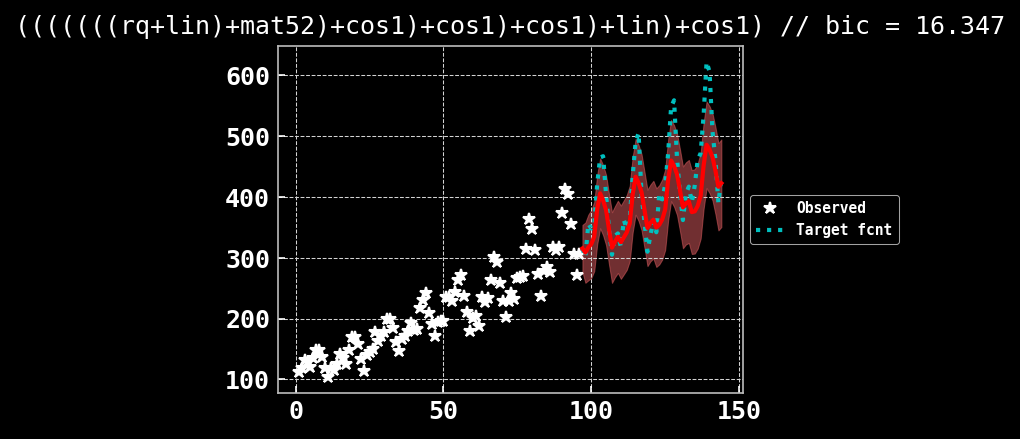 (((((((rq+lin)+mat52)+cos1)+cos1)+cos1)+lin)+cos1) // bic = 16.347
600
500
400
300
200
100
0 50 100 150
Observed
Target fcnt